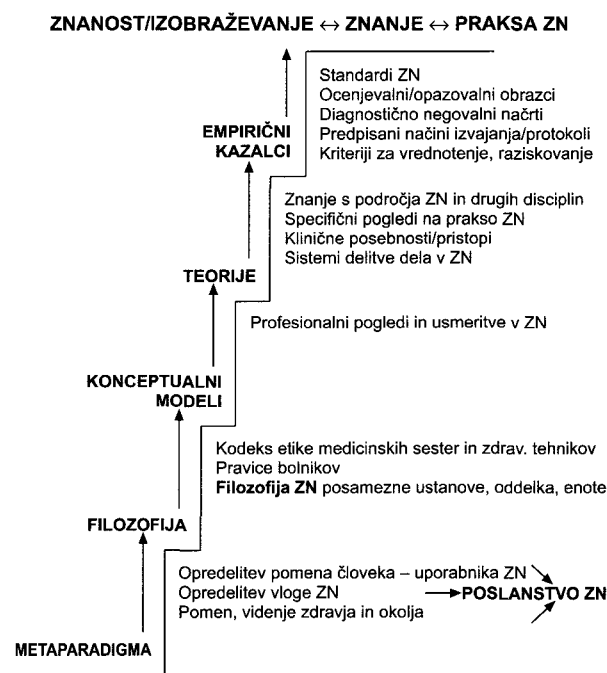 ZNANOST/IZOBRAŽEVANJE ↔ ZNANJE ↔ PRAKSA ZN
Standardi ZN
Ocenjevalni/opazovalni obrazci
Diagnostično negovalni načrti
Predpisani načini izvajanja/protokoli
Kriteriji za vrednotenje, raziskovanje
EMPIRIČNI
KAZALCI
Znanje s področja ZN in drugih disciplin
Specifični pogledi na prakso ZN
Klinične posebnosti/pristopi
Sistemi delitve dela v ZN
TEORIJE
Profesionalni pogledi in usmeritve v ZN
KONCEPTUALNI
MODELI
Kodeks etike medicinskih sester in zdrav. tehnikov
Pravice bolnikov
Filozofija ZN posamezne ustanove, oddelka, enote
FILOZOFIJA
Opredelitev pomena človeka – uporabnika ZN
Opredelitev vloge ZN
POSLANSTVO ZN
Pomen, videnje zdravja in okolja
METAPARADIGMA